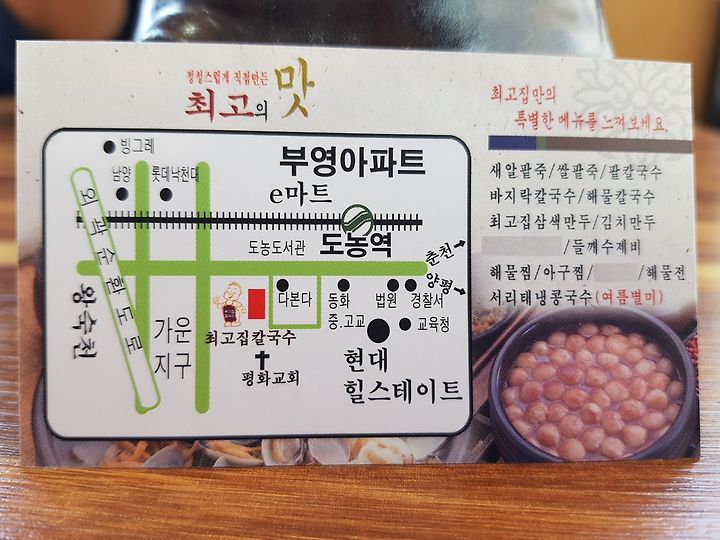 정성스럽게 직접만든
최고의 맛
빙그레
남양
롯데낙천대
외곽순환도로
왕숙천
부영아파트
e마트
도농도서관
도농역
춘천
양평
다본다
동화
중.고교
법원
경찰서
교육청
최고집칼국수
평화교회
가운
지구
현대
힐스테이트
최고집만의
특별한 메뉴를 느껴보세요.
새알팥죽/쌀팥죽/팥칼국수
바지락칼국수/해물칼국수
최고집삼색만두/김치만두
/들깨수제비
해물찜/아구찜/ /해물전
서리태냉콩국수(여름별미)